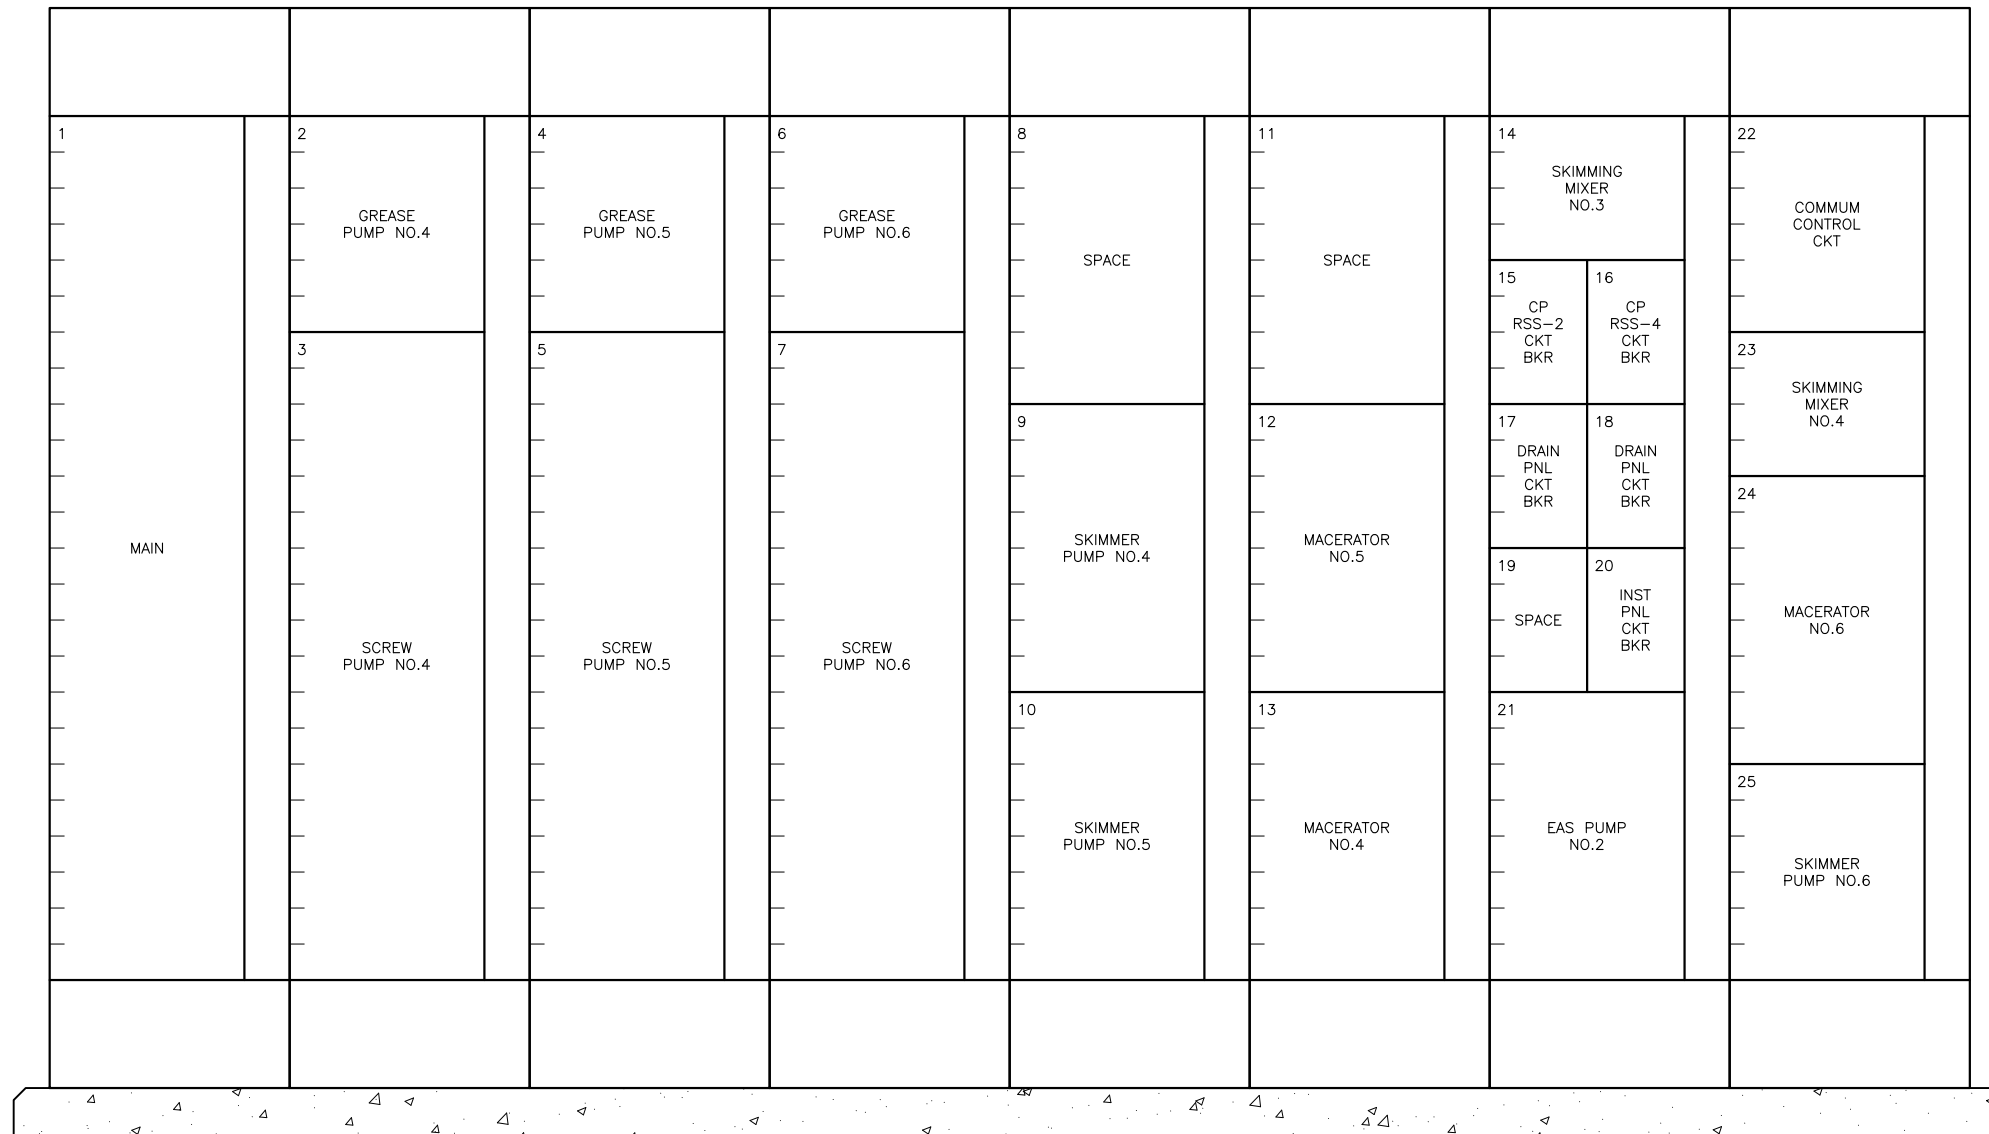 1
MAIN
2
GREASE
PUMP NO.4
3
SCREW
PUMP NO.4
4
GREASE
PUMP NO.5
5
SCREW
PUMP NO.5
6
GREASE
PUMP NO.6
7
SCREW
PUMP NO.6
8
SPACE
9
SKIMMER
PUMP NO.4
10
SKIMMER
PUMP NO.5
11
SPACE
12
MACERATOR
NO.5
13
MACERATOR
NO.4
14
SKIMMING
MIXER
NO.3
15
CP
RSS-2
CKT
BKR
16
CP
RSS-4
CKT
BKR
17
DRAIN
PNL
CKT
BKR
18
DRAIN
PNL
CKT
BKR
19
SPACE
20
INST
PNL
CKT
BKR
21
EAS PUMP
NO.2
22
COMMUM
CONTROL
CKT
23
SKIMMING
MIXER
NO.4
24
MACERATOR
NO.6
25
SKIMMER
PUMP NO.6